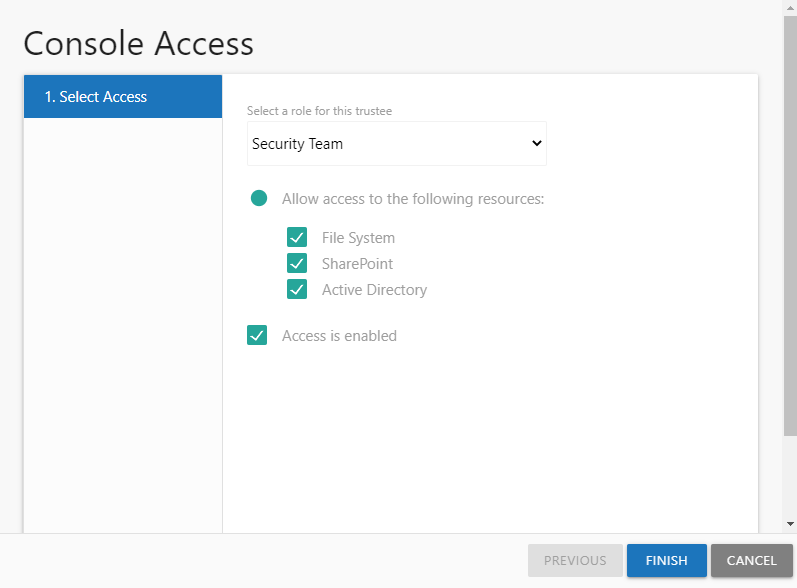 Console Access
1. Select Access
Select a role for this trustee
Security Team
Allow access to the following resources:
File System
SharePoint
Active Directory
Access is enabled
PREVIOUS
FINISH
CANCEL